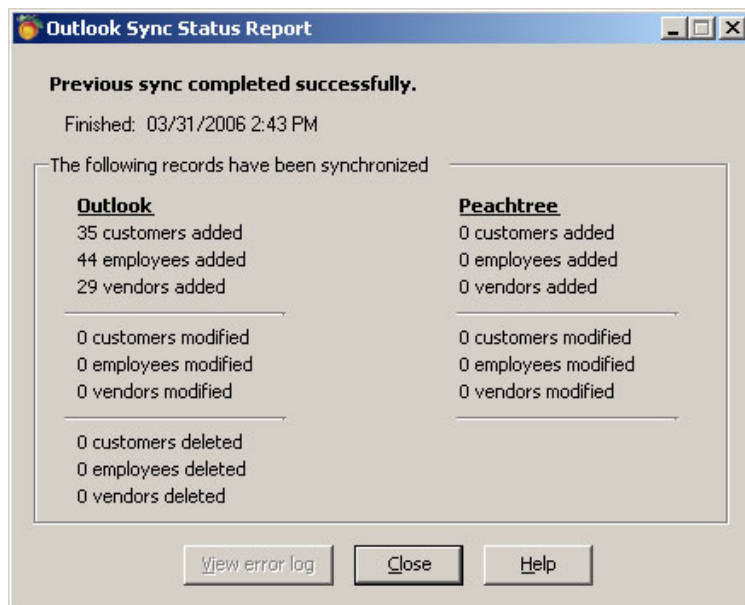 Outlook Sync Status Report
Previous sync completed successfully.
Finished: 03/31/2006 2:43 PM
The following records have been synchronized
Outlook
35 customers added
44 employees added
29 vendors added
0 customers modified
0 employees modified
0 vendors modified
0 customers deleted
0 employees deleted
0 vendors deleted
Peachtree
0 customers added
0 employees added
0 vendors added
0 customers modified
0 employees modified
0 vendors modified
View error log
Close
Help